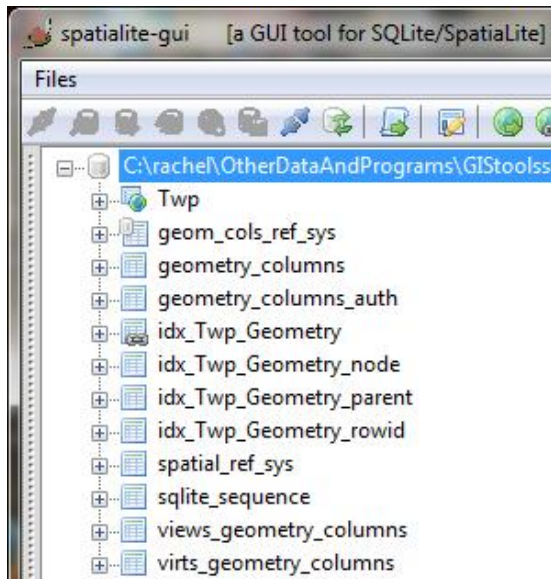 spatialite-gui [a GUI tool for SQLite/SpatiaLite]
Files
C:\rachel\OtherDataAndPrograms\GIStoolss
Twp
geom_cols_ref_sys
geometry_columns
geometry_columns_auth
idx_Twp_Geometry
idx_Twp_Geometry_node
idx_Twp_Geometry_parent
idx_Twp_Geometry_rowid
spatial_ref_sys
sqlite_sequence
views_geometry_columns
virts_geometry_columns